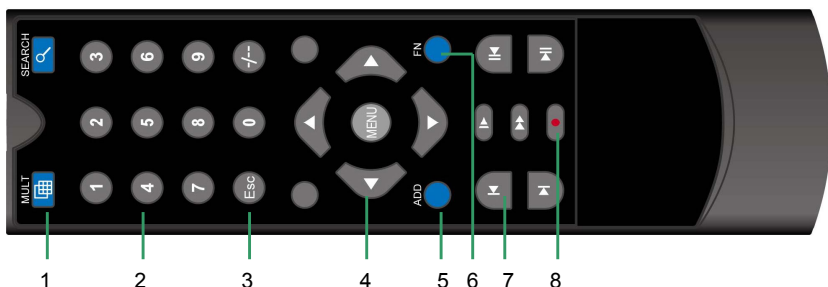 MULT SEARCH
1 2 3
4 5 6
7 8 9
Esc 0 -/--
MENU
ADD FN
1 2 3 4 5 6 7 8